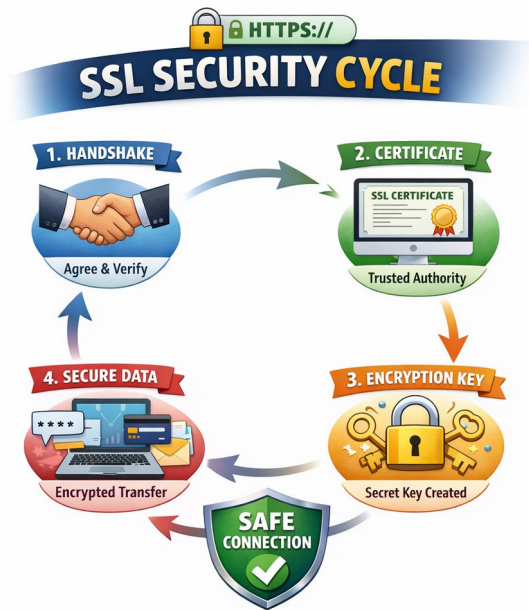 HTTPS://
SSL SECURITY CYCLE
1. HANDSHAKE
Agree & Verify
2. CERTIFICATE
SSL CERTIFICATE
Trusted Authority
3. ENCRYPTION KEY
Secret Key Created
4. SECURE DATA
****
Encrypted Transfer
SAFE
CONNECTION